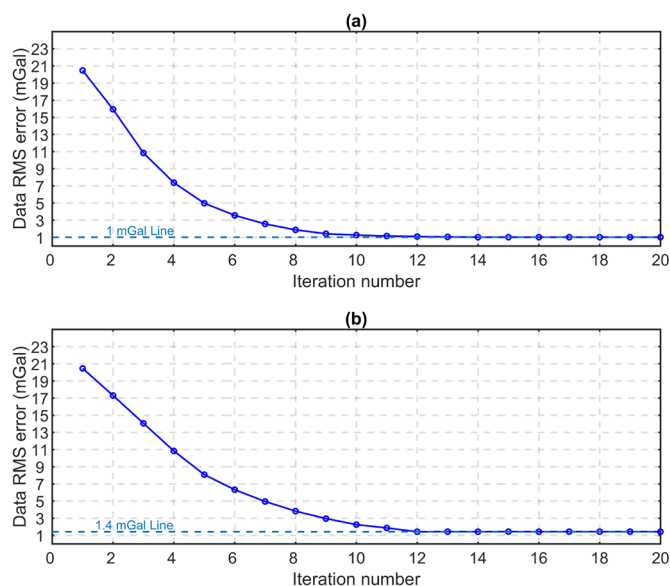 (a)
Data RMS error (mGal)
23
21
19
17
15
13
11
9
7
5
3
1
1 mGal Line
0 2 4 6 8 10 12 14 16 18 20
Iteration number
(b)
Data RMS error (mGal)
23
21
19
17
15
13
11
9
7
5
3
1
1.4 mGal Line
0 2 4 6 8 10 12 14 16 18 20
Iteration number